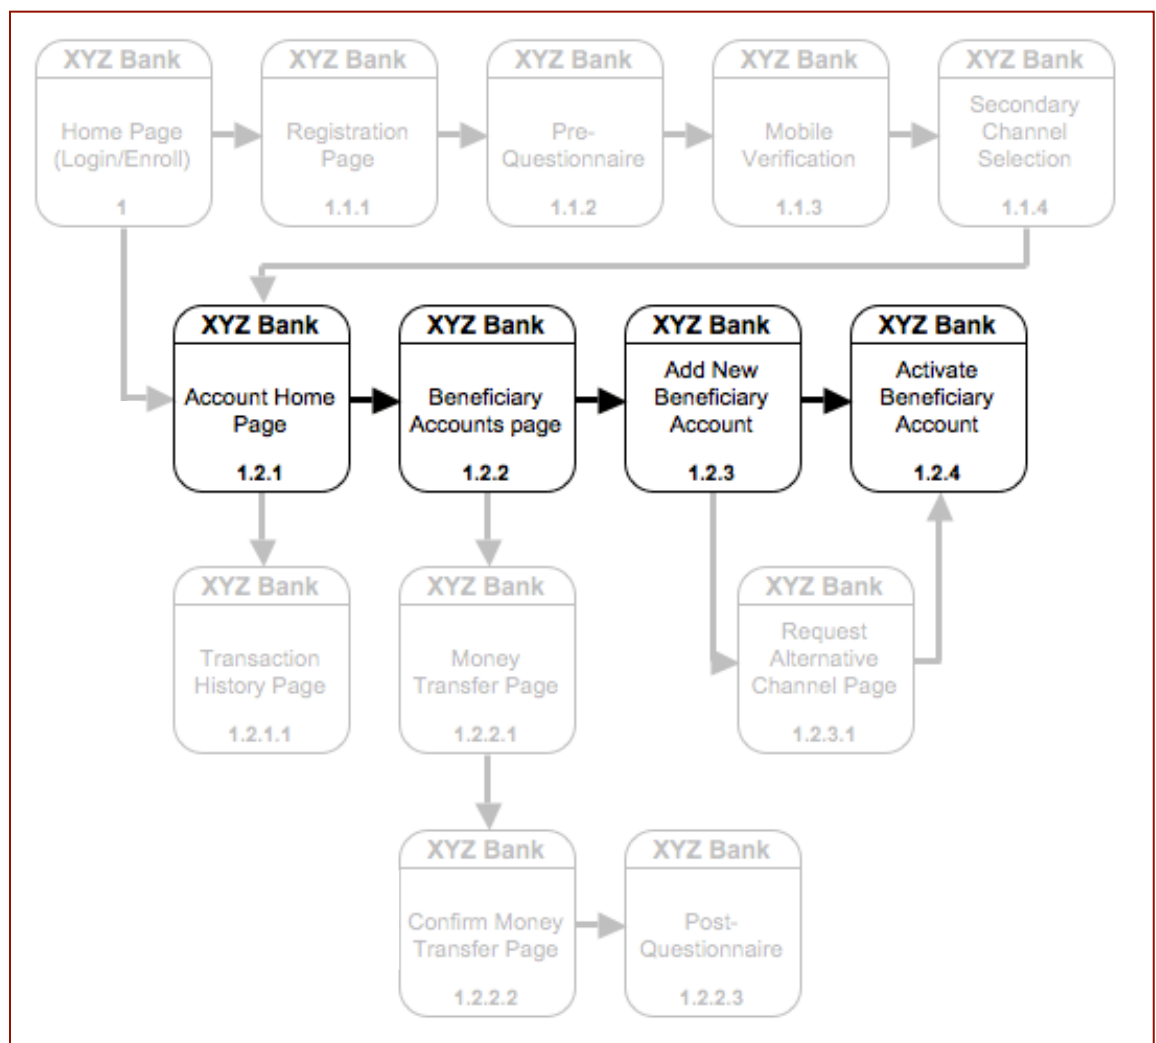 XYZ Bank
Home Page
(Login/Enroll)
1
XYZ Bank
Registration
Page
1.1.1
XYZ Bank
Pre-
Questionnaire
1.1.2
XYZ Bank
Mobile
Verification
1.1.3
XYZ Bank
Secondary
Channel
Selection
1.1.4
XYZ Bank
Account Home
Page
1.2.1
XYZ Bank
Beneficiary
Accounts page
1.2.2
XYZ Bank
Add New
Beneficiary
Account
1.2.3
XYZ Bank
Activate
Beneficiary
Account
1.2.4
XYZ Bank
Transaction
History Page
1.2.1.1
XYZ Bank
Money
Transfer Page
1.2.2.1
XYZ Bank
Request
Alternative
Channel Page
1.2.3.1
XYZ Bank
Confirm Money
Transfer Page
1.2.2.2
XYZ Bank
Post-
Questionnaire
1.2.2.3